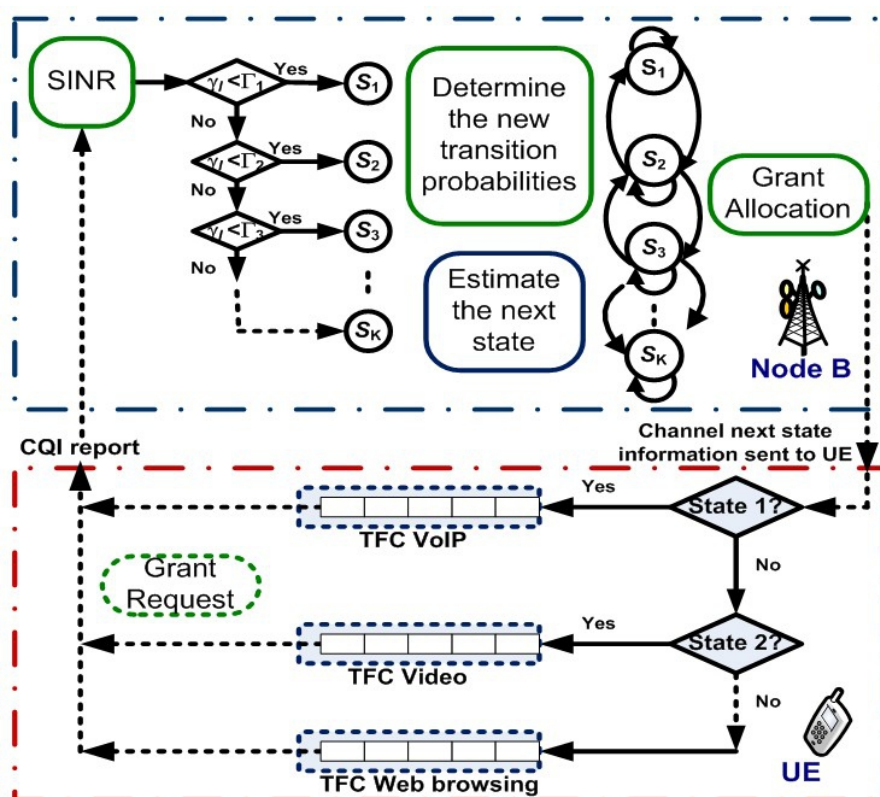 SINR
γI <Γ1
Yes
S1
No
γI <Γ2
Yes
S2
No
γI <Γ3
Yes
S3
No
SK
Determine
the new
transition
probabilities
Estimate
the next
state
S1
S2
S3
SK
Grant
Allocation
Node B
CQI report
Channel next state
information sent to UE
State 1?
Yes
TFC VoIP
No
Grant
Request
State 2?
Yes
TFC Video
No
TFC Web browsing
UE